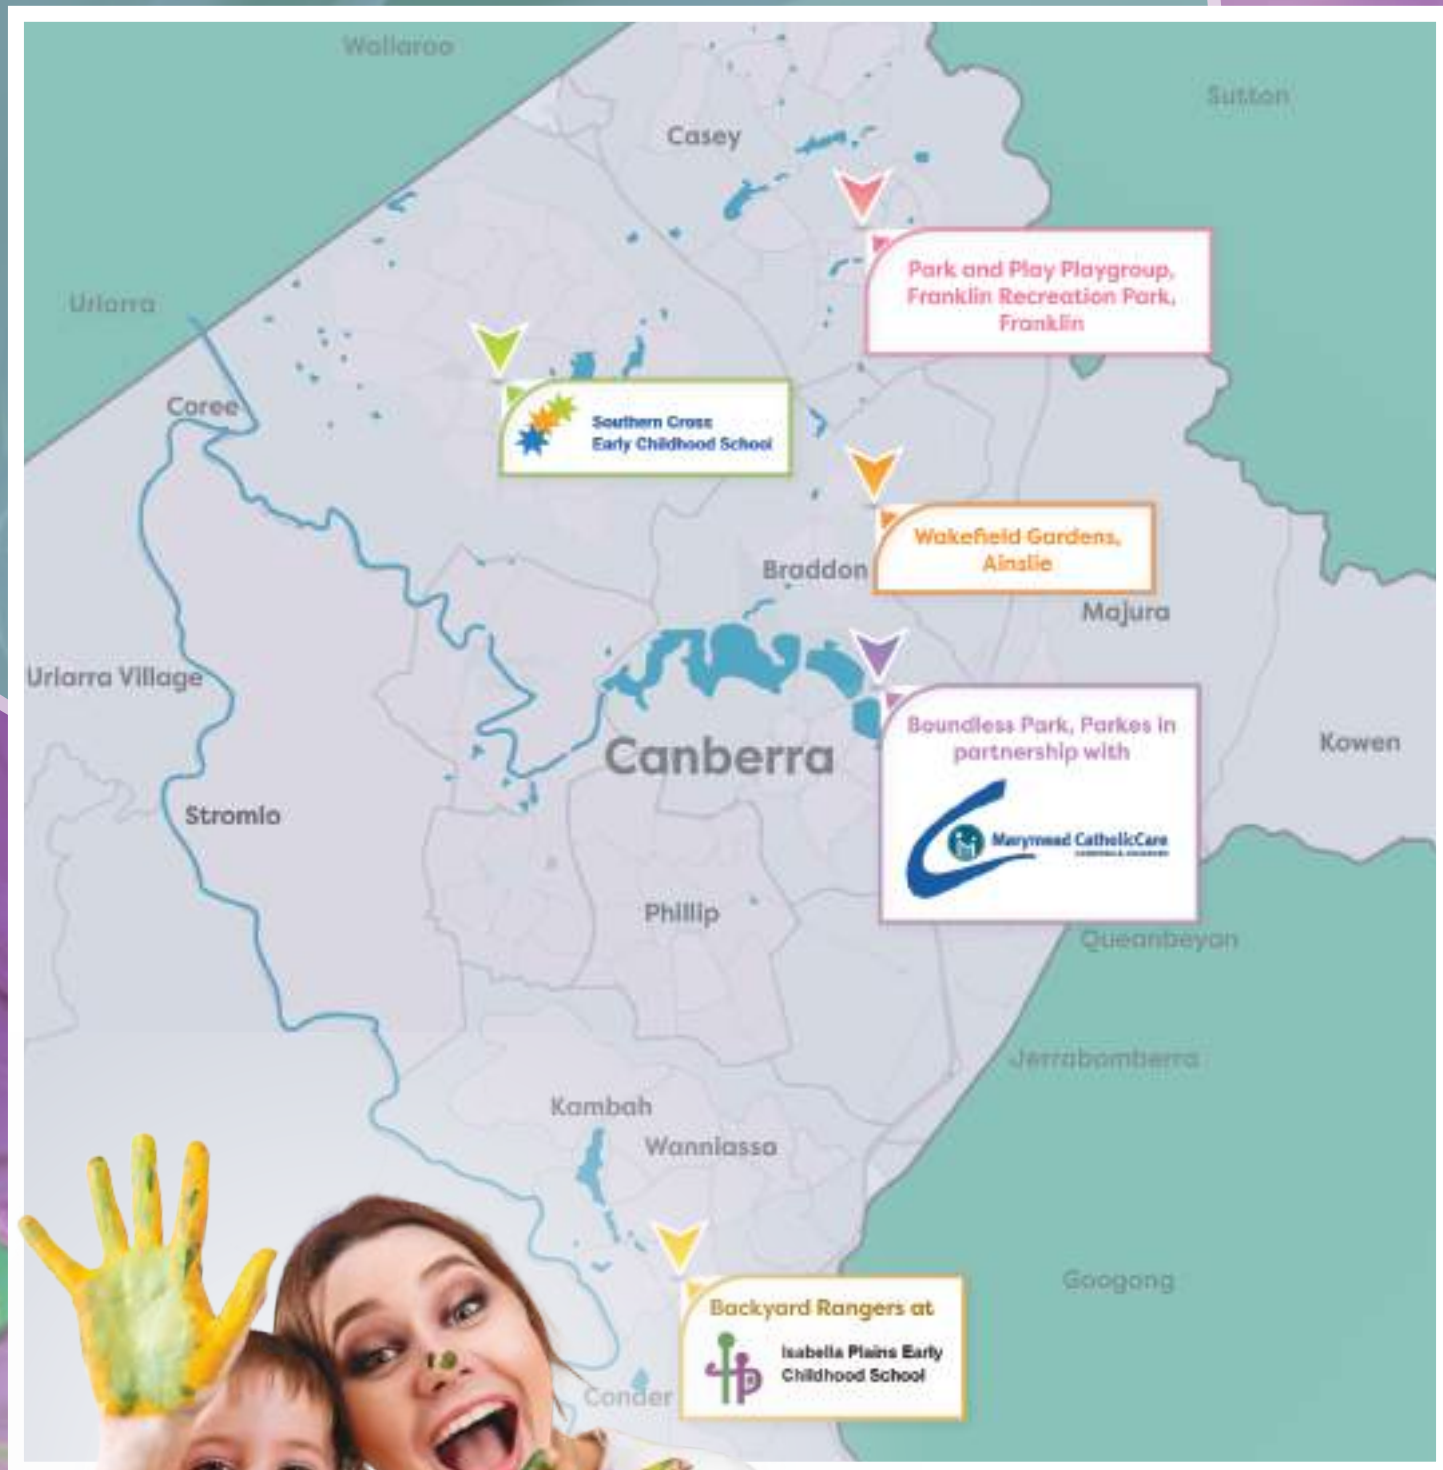 Wallaroo
Sutton
Casey
Park and Play Playgroup,
Franklin Recreation Park,
Franklin
Uriarra
Coree
Southern Cross
Early Childhood School
Wakefield Gardens,
Ainslie
Braddon
Majura
Uriarra Village
Boundless Park, Parkes in
partnership with
Canberra
Kowen
Stromlo
Marymead CatholicCare
Phillip
Queanbeyan
Jerrabomberra
Kambah
Wanniassa
Googong
Backyard Rangers at
Isabella Plains Early
Childhood School
Conder